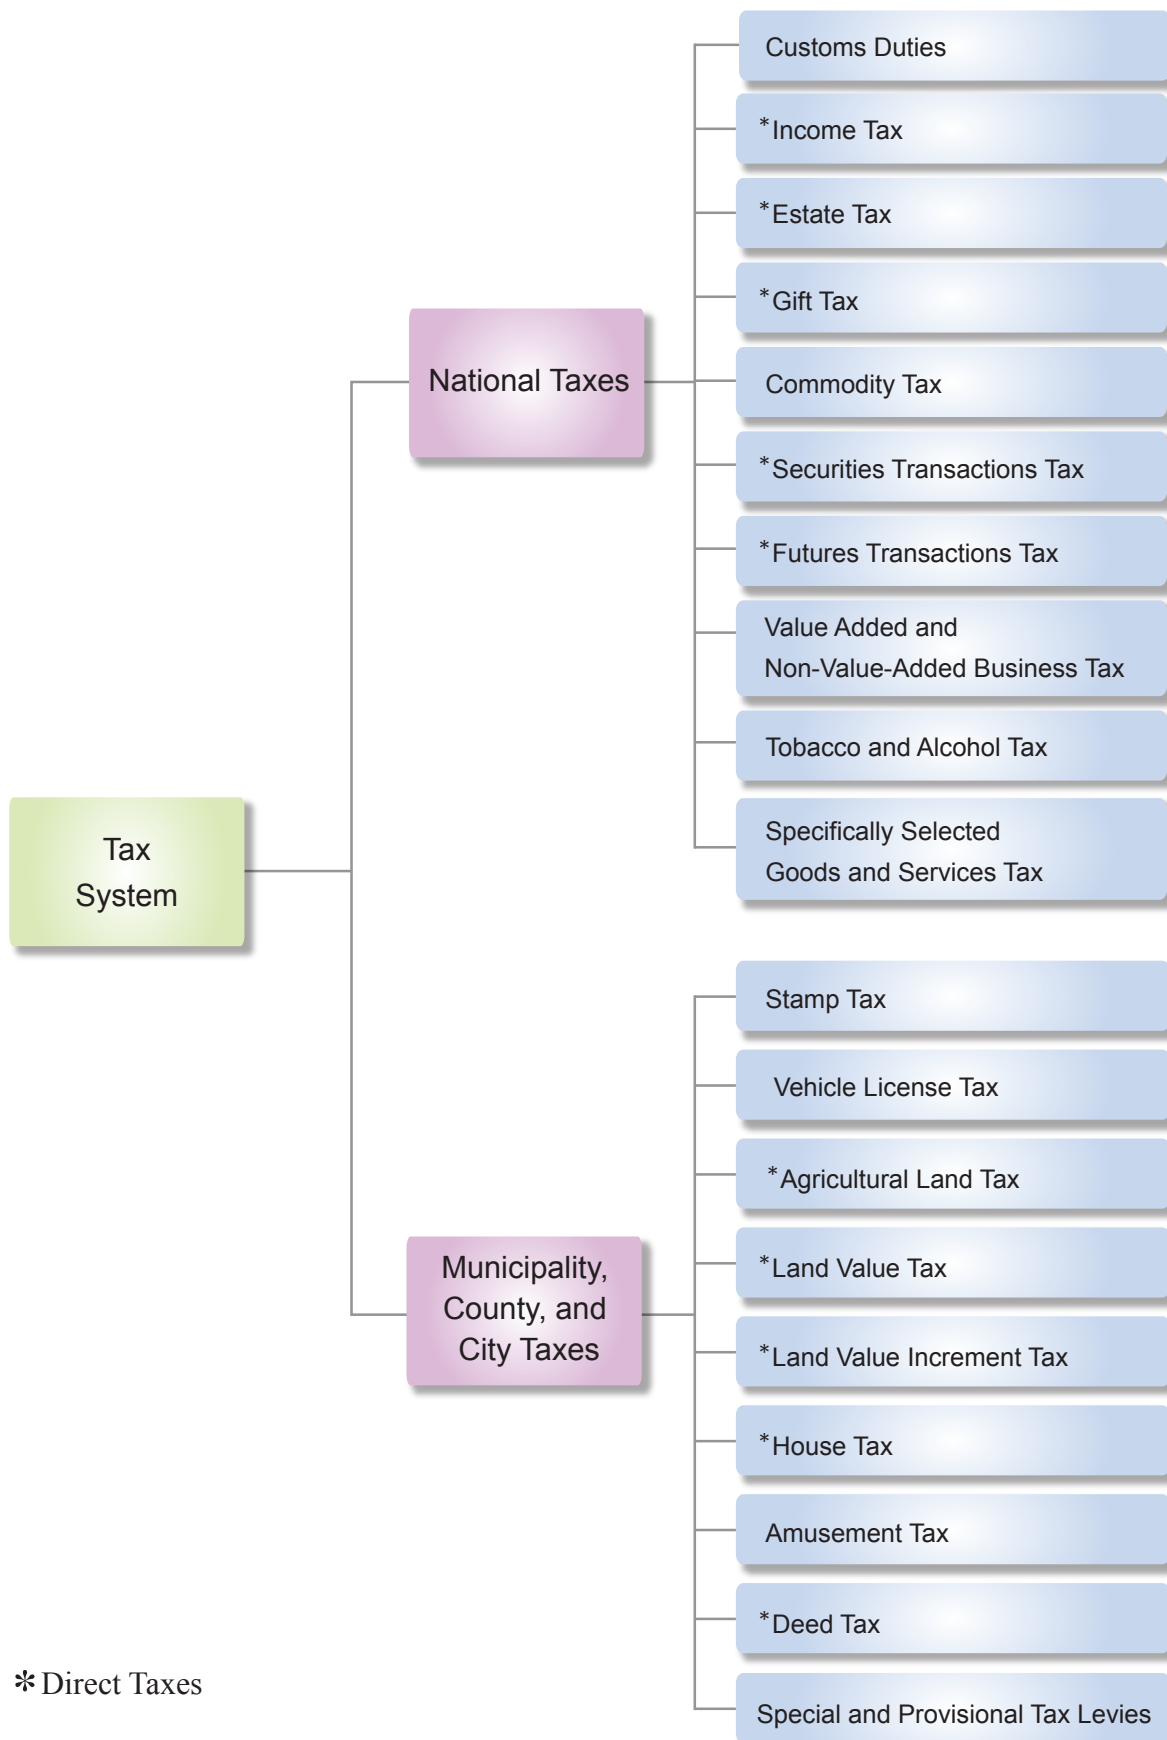 Tax
System
National Taxes
Customs Duties
*Income Tax
*Estate Tax
*Gift Tax
Commodity Tax
*Securities Transactions Tax
*Futures Transactions Tax
Value Added and
Non-Value-Added Business Tax
Tobacco and Alcohol Tax
Specifically Selected
Goods and Services Tax
Municipality,
County, and
City Taxes
Stamp Tax
Vehicle License Tax
*Agricultural Land Tax
*Land Value Tax
*Land Value Increment Tax
*House Tax
Amusement Tax
*Deed Tax
Special and Provisional Tax Levies
*Direct Taxes